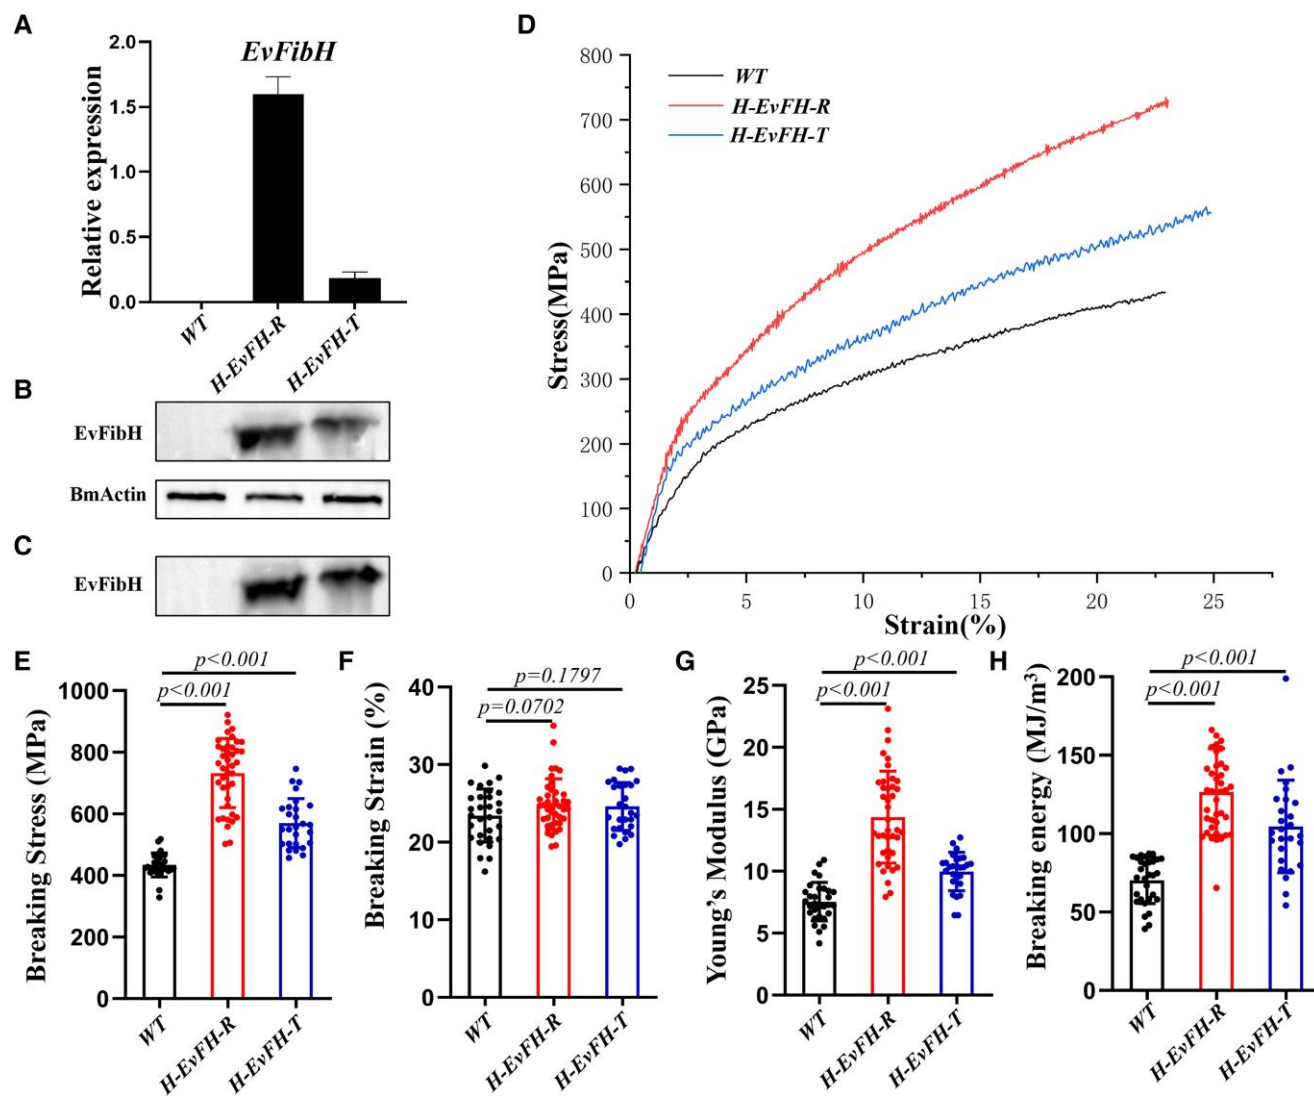 A
2.0
1.5
1.0
0.5
0.0
Relative expression
EvFibH
WT
H-EvFH-R
H-EvFH-T
B
EvFibH
BmActin
C
EvFibH
D
800
700
600
500
400
300
200
100
0
Stress(MPa)
WT
H-EvFH-R
H-EvFH-T
0 5 10 15 20 25
Strain(%)
E
p<0.001
p<0.001
1000
800
600
400
200
0
Breaking Stress (MPa)
WT
H-EvFH-R
H-EvFH-T
F
p=0.1797
p=0.0702
40
30
20
10
0
Breaking Strain (%)
WT
H-EvFH-R
H-EvFH-T
G
p<0.001
p<0.001
25
20
15
10
5
0
Young’s Modulus (GPa)
WT
H-EvFH-R
H-EvFH-T
H
p<0.001
p<0.001
200
150
100
50
0
Breaking energy (MJ/m³)
WT
H-EvFH-R
H-EvFH-T